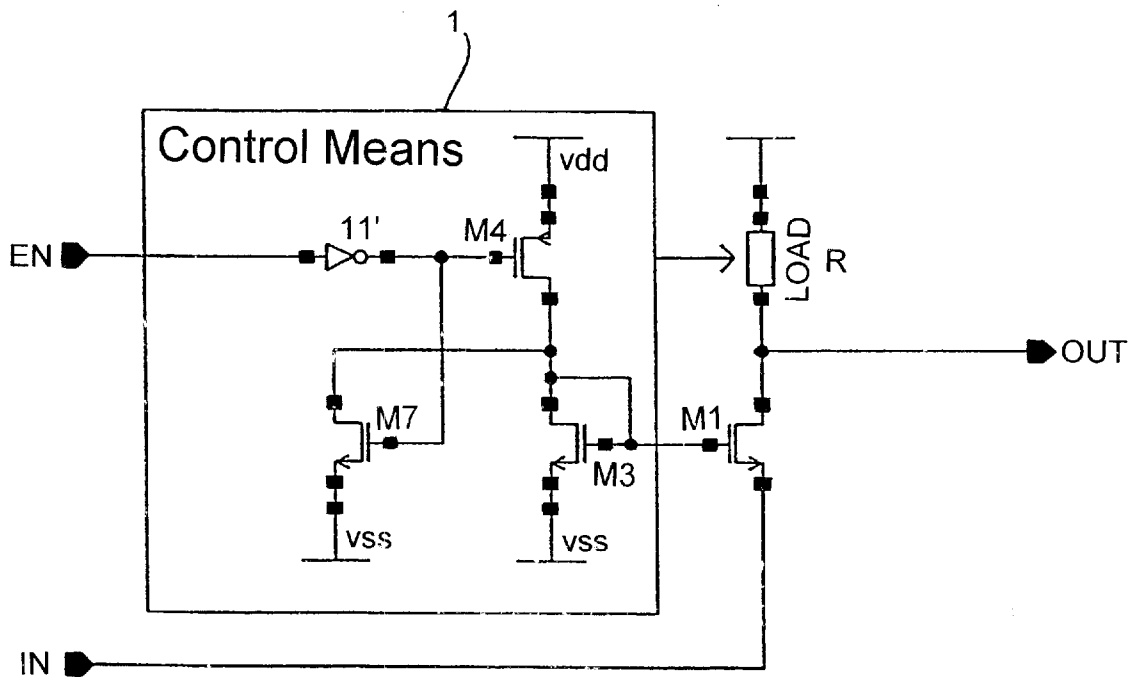 1
Control Means
vdd
EN
11'
M4
LOAD
R
OUT
M7
M3
M1
vss
vss
IN